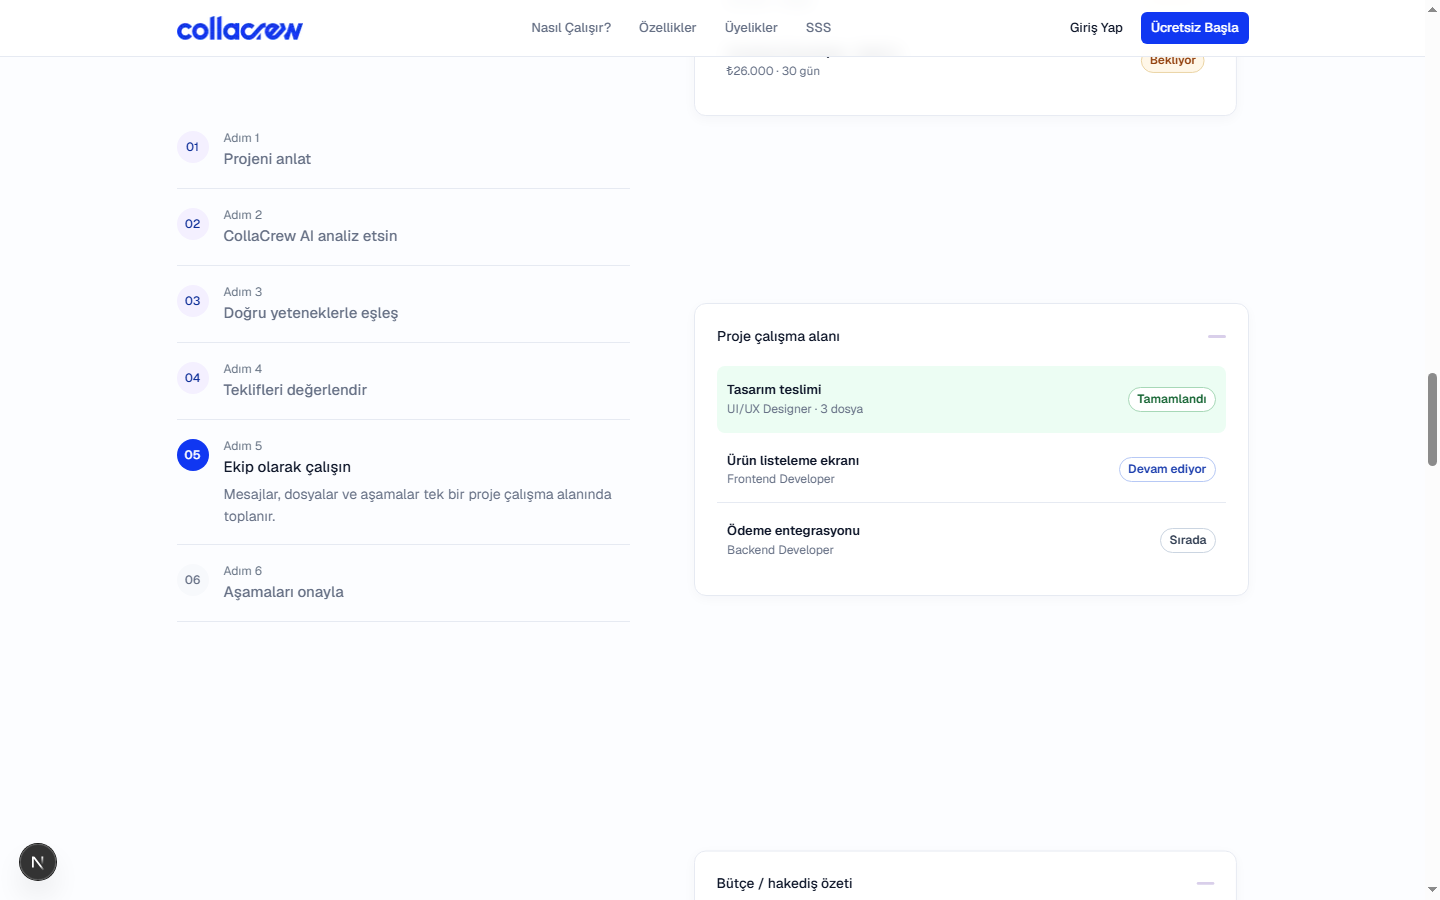 collacrew
Nasıl Çalışır? Özellikler Üyelikler SSS
Giriş Yap Ücretsiz Başla
₺26.000 · 30 gün
Bekliyor
01
Adım 1
Projeni anlat
02
Adım 2
CollaCrew AI analiz etsin
03
Adım 3
Doğru yeteneklerle eşleş
04
Adım 4
Teklifleri değerlendir
05
Adım 5
Ekip olarak çalışın
Mesajlar, dosyalar ve aşamalar tek bir proje çalışma alanında
toplanır.
06
Adım 6
Aşamaları onayla
Proje çalışma alanı
Tasarım teslimi
UI/UX Designer · 3 dosya
Tamamlandı
Ürün listeleme ekranı
Frontend Developer
Devam ediyor
Ödeme entegrasyonu
Backend Developer
Sırada
Bütçe / hakediş özeti
N